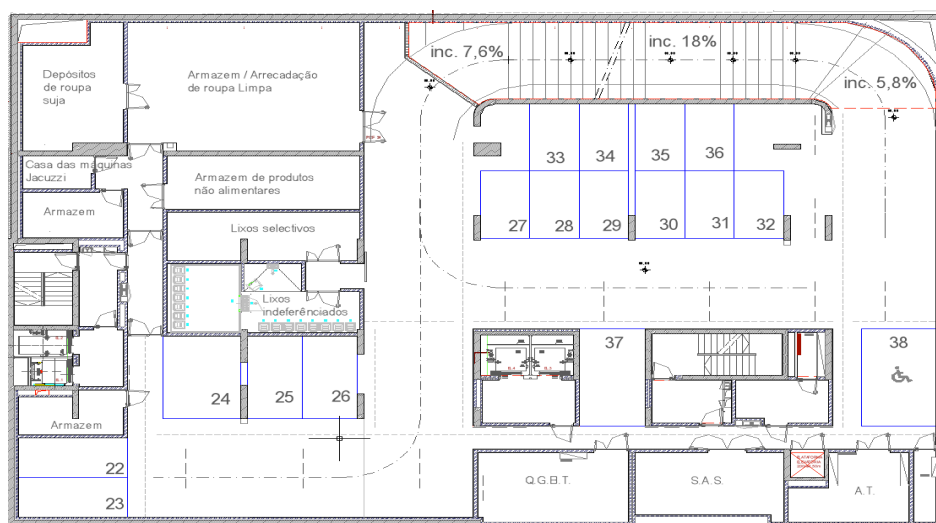 inc. 7,6%
inc. 18%
inc. 5,8%
Depósitos
de roupa
suja
Armazem / Arrecadação
de roupa Limpa
Casa das máquinas
Jacuzzi
Armazem de produtos
não alimentares
Armazem
Lixos selectivos
Lixos
indeferênciados
33
34
35
36
27
28
29
30
31
32
37
38
24
25
26
Armazem
22
23
Q.G.B.T.
S.A.S.
A.T.